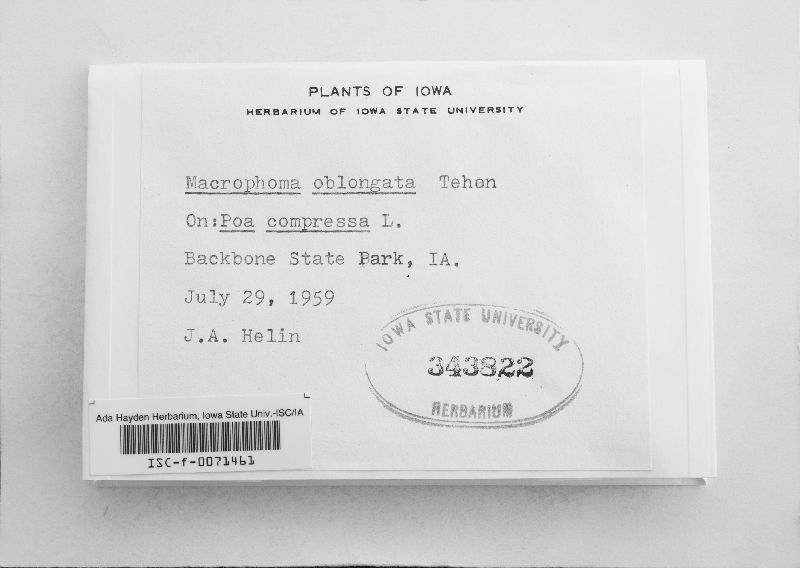 PLANTS OF IOWA
HERBARIUM OF IOWA STATE UNIVERSITY
Macrophoma oblongata Tehon
On:Poa compressa L.
Backbone State Park, IA.
July 29, 1959
J.A. Helin
IOWA STATE UNIVERSITY
343822
HERBARIUM
Ada Hayden Herbarium, Iowa State Univ.-ISC/IA
ISC-f-0071461